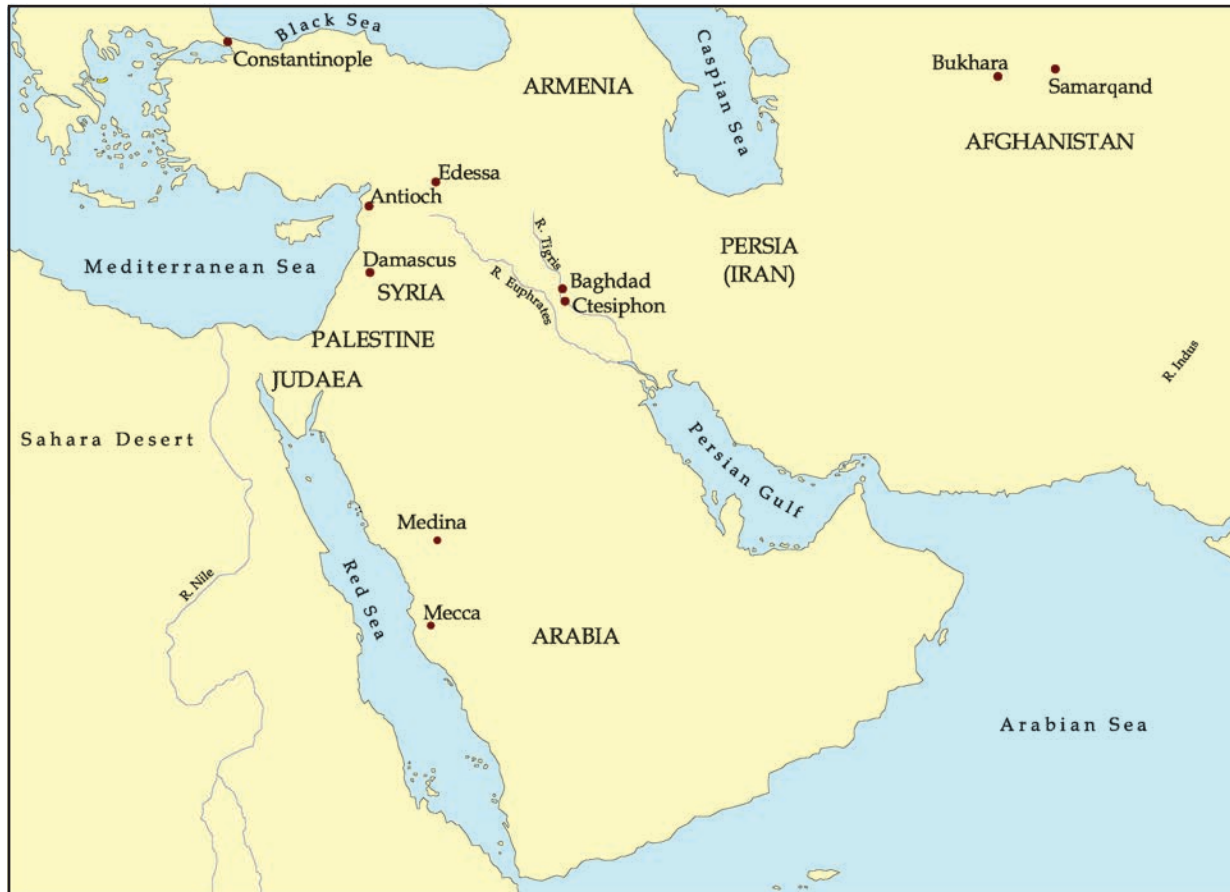 Black Sea
Constantinople
ARMENIA
Caspian Sea
Bukhara
Samarqand
AFGHANISTAN
Edessa
Antioch
Mediterranean Sea
Damascus
SYRIA
R. Tigris
R. Euphrates
Baghdad
Ctesiphon
PERSIA
(IRAN)
PALESTINE
JUDAEA
R. Indus
Sahara Desert
Persian Gulf
Medina
R. Nile
Red Sea
Mecca
ARABIA
Arabian Sea